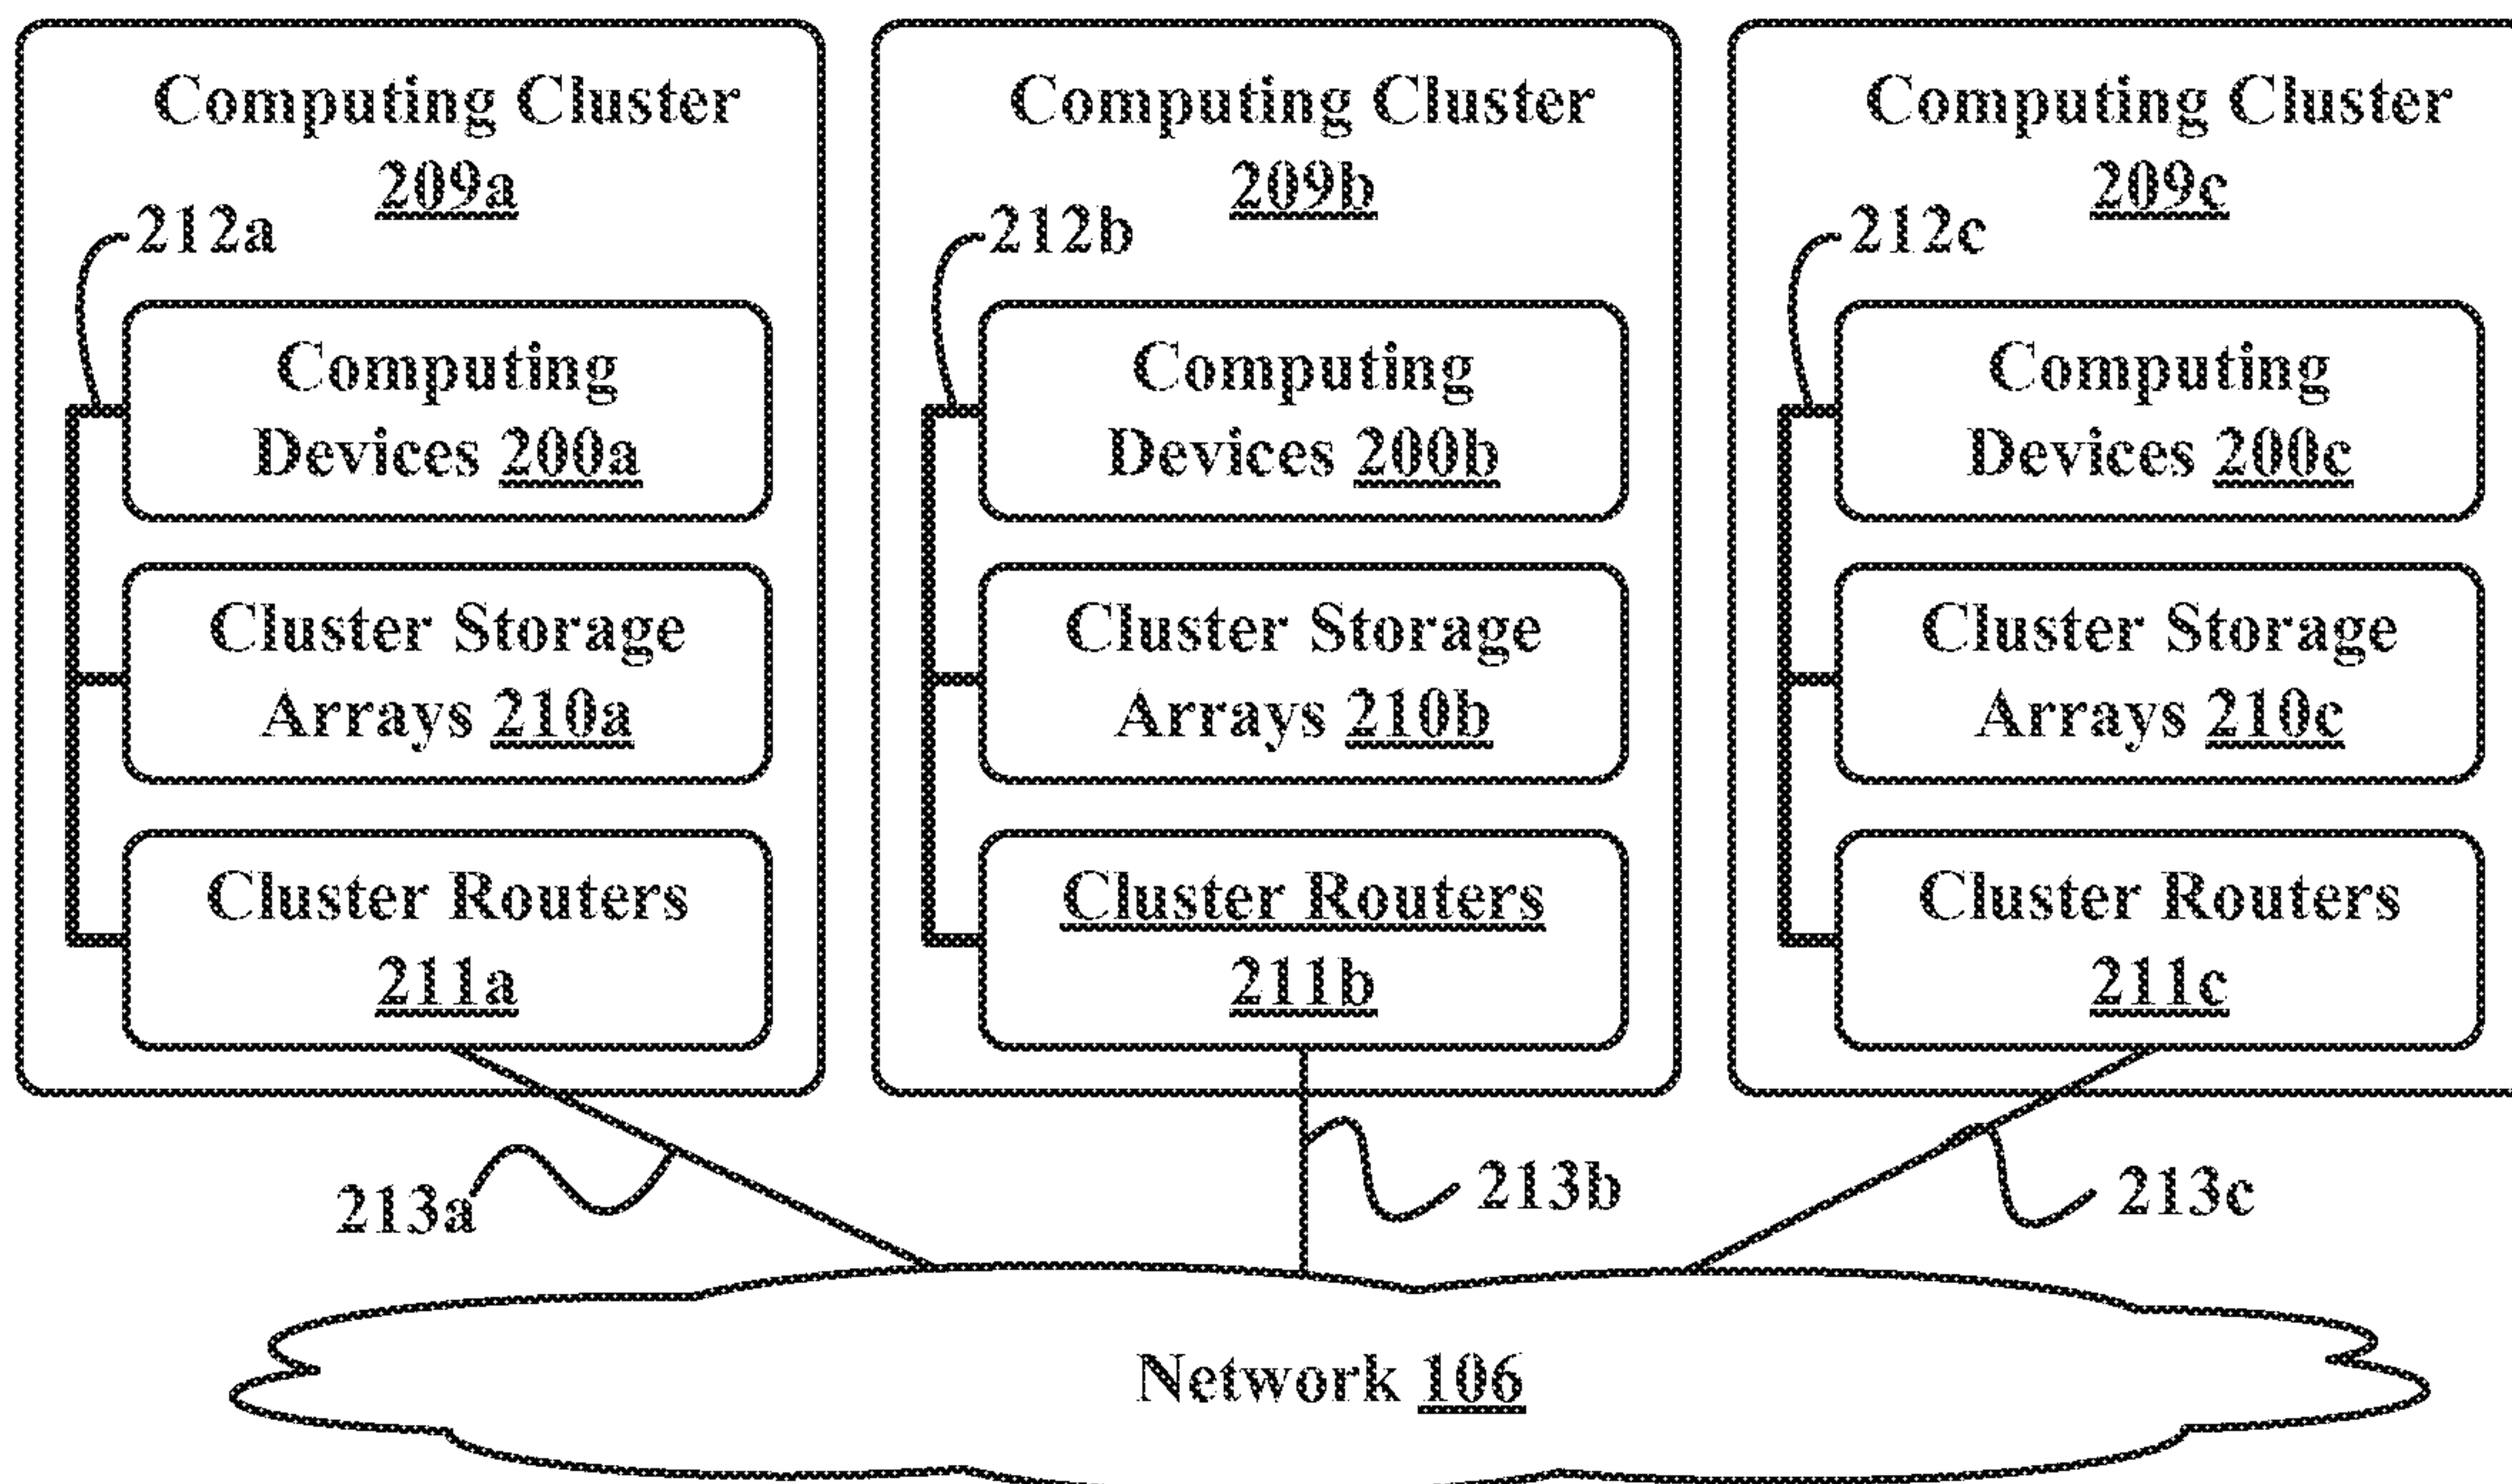 Computing Cluster
209a
212a
Computing
Devices 200a
Cluster Storage
Arrays 210a
Cluster Routers
211a
Computing Cluster
209b
212b
Computing
Devices 200b
Cluster Storage
Arrays 210b
Cluster Routers
211b
Computing Cluster
209c
212c
Computing
Devices 200c
Cluster Storage
Arrays 210c
Cluster Routers
211c
213a
213b
213c
Network 106